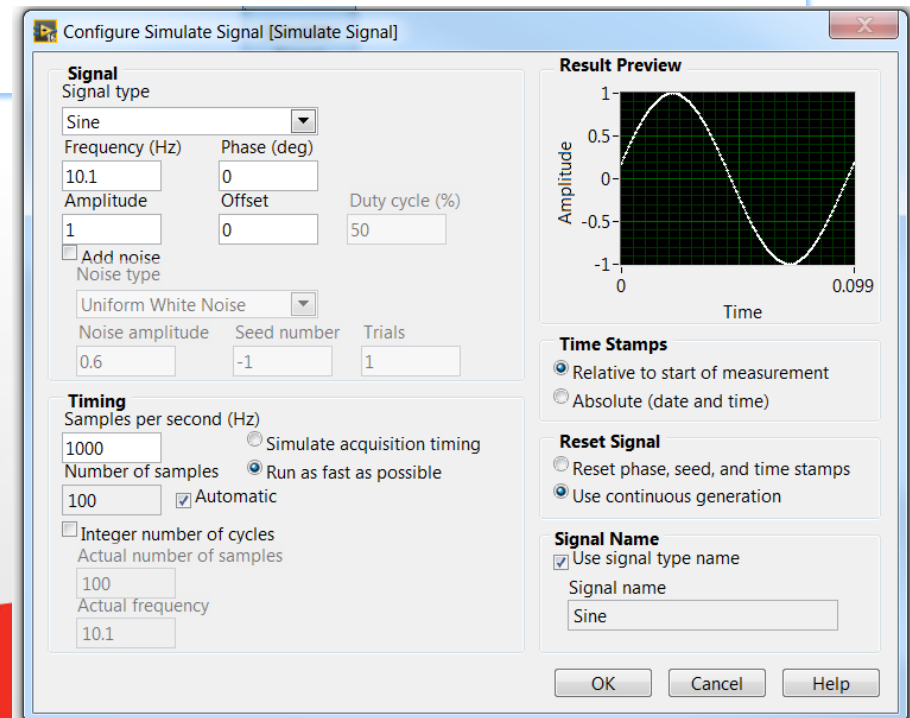 Configure Simulate Signal [Simulate Signal]
Signal
Signal type
Sine
Frequency (Hz) Phase (deg)
10.1 0
Amplitude Offset Duty cycle (%)
1 0 50
Add noise
Noise type
Uniform White Noise
Noise amplitude Seed number Trials
0.6 -1 1
Timing
Samples per second (Hz)
1000 Simulate acquisition timing
Number of samples Run as fast as possible
100 Automatic
Integer number of cycles
Actual number of samples
100
Actual frequency
10.1
Result Preview
Amplitude
1
0.5
0
-0.5
-1
0 0.099
Time
Time Stamps
Relative to start of measurement
Absolute (date and time)
Reset Signal
Reset phase, seed, and time stamps
Use continuous generation
Signal Name
Use signal type name
Signal name
Sine
OK Cancel Help